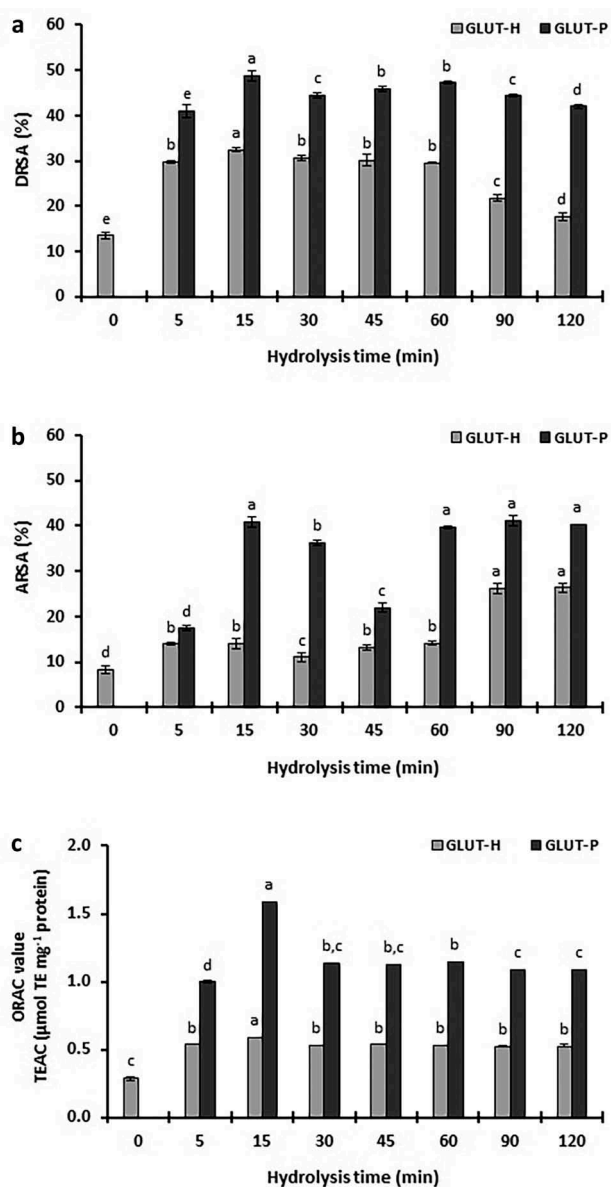 a
GLUT-H GLUT-P
60
50
40
30
20
10
0
DRSA (%)
e
b
e
a
a
b
c
b
b
b
b
c
c
d
d
0 5 15 30 45 60 90 120
Hydrolysis time (min)
b
GLUT-H GLUT-P
60
50
40
30
20
10
0
ARSA (%)
d
b
d
b
a
c
b
b
c
b
a
a
a
a
a
0 5 15 30 45 60 90 120
Hydrolysis time (min)
c
GLUT-H GLUT-P
2.0
1.5
1.0
0.5
0.0
ORAC value
TEAC (µmol TE mg⁻¹ protein)
c
b
d
a
a
b
b,c
b
b,c
b
b
b
c
b
c
0 5 15 30 45 60 90 120
Hydrolysis time (min)